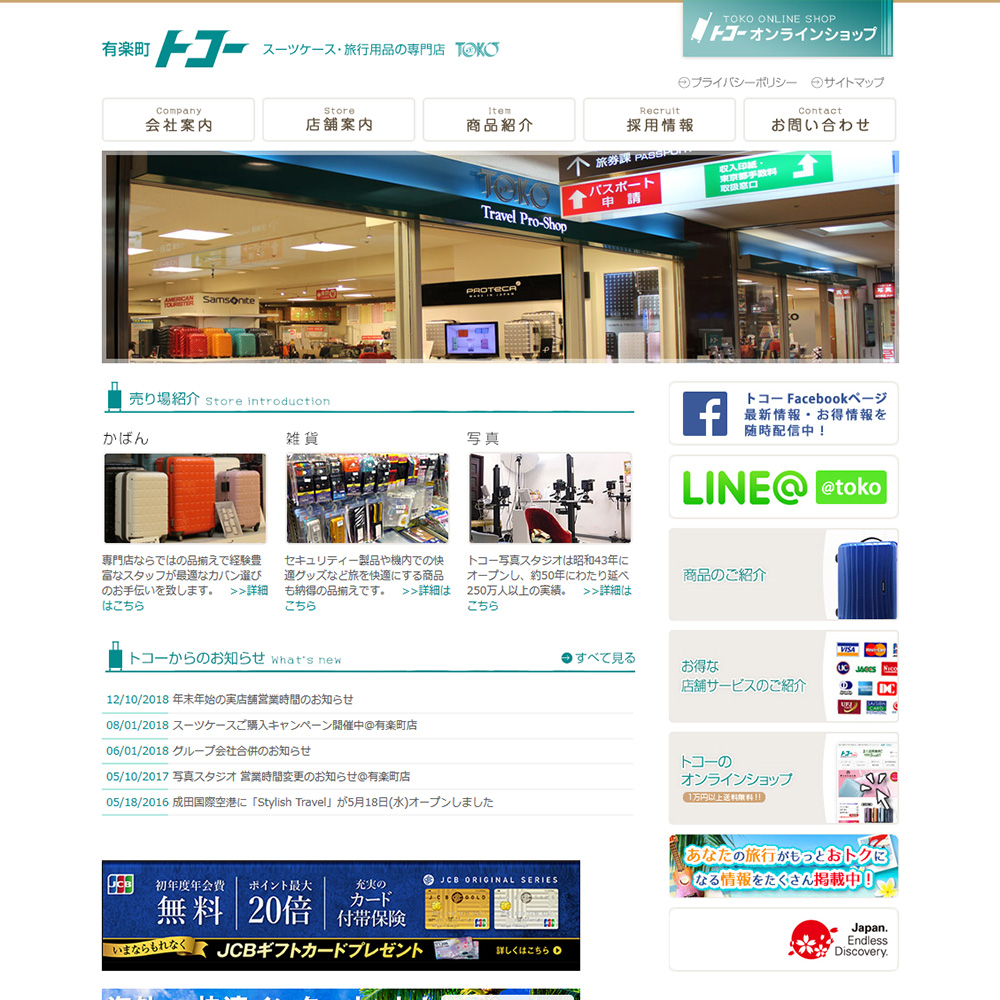 TOKO ONLINE SHOP
トコーオンラインショップ
有楽町 トコー スーツケース・旅行用品の専門店 TOKO
プライバシーポリシー サイトマップ
Company Store Item Recruit Contact
会社案内 店舗案内 商品紹介 採用情報 お問い合わせ
旅券課 PASSPORT
収入印紙・
東京都手数料
取扱窓口
パスポート
申請
TOKO
Travel Pro-Shop
AMERICAN
TOURISTER
Samsonite
PROTECA
MADE IN JAPAN
売り場紹介 Store introduction
かばん
専門店ならではの品揃えで経験豊
富なスタッフが最適なカバン選び
のお手伝いを致します。 >>詳細
はこちら
雑貨
セキュリティー製品や機内での快
適グッズなど旅を快適にする商品
も納得の品揃えです。 >>詳細は
こちら
写真
トコー写真スタジオは昭和43年に
オープンし、約50年にわたり延べ
250万人以上の実績。 >>詳細は
こちら
トコーからのお知らせ What's new すべて見る
12/10/2018 年末年始の実店舗営業時間のお知らせ
08/01/2018 スーツケースご購入キャンペーン開催中@有楽町店
06/01/2018 グループ会社合併のお知らせ
05/10/2017 写真スタジオ 営業時間変更のお知らせ@有楽町店
05/18/2016 成田国際空港に「Stylish Travel」が5月18日(水)オープンしました
JCB
初年度年会費
無料
ポイント最大
20倍
充実の
カード
付帯保険
JCB ORIGINAL SERIES
JCB GOLD
いまならもれなく JCBギフトカードプレゼント 詳しくはこちら
トコー Facebookページ
最新情報・お得情報を
随時配信中!
LINE@ @toko
商品のご紹介
お得な
店舗サービスのご紹介
VISA
MasterCard
UC
JACCS
Nicos
UFJ
トコーの
オンラインショップ
1万円以上送料無料!!
あなたの旅行がもっとおトクに
なる情報をたくさん掲載中!
Japan.
Endless
Discovery.